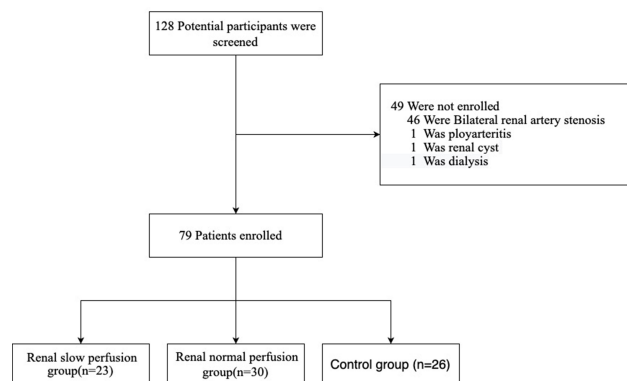 128 Potential participants were
screened
49 Were not enrolled
46 Were Bilateral renal artery stenosis
1 Was ployarteritis
1 Was renal cyst
1 Was dialysis
79 Patients enrolled
Renal slow perfusion
group(n=23)
Renal normal perfusion
group(n=30)
Control group (n=26)